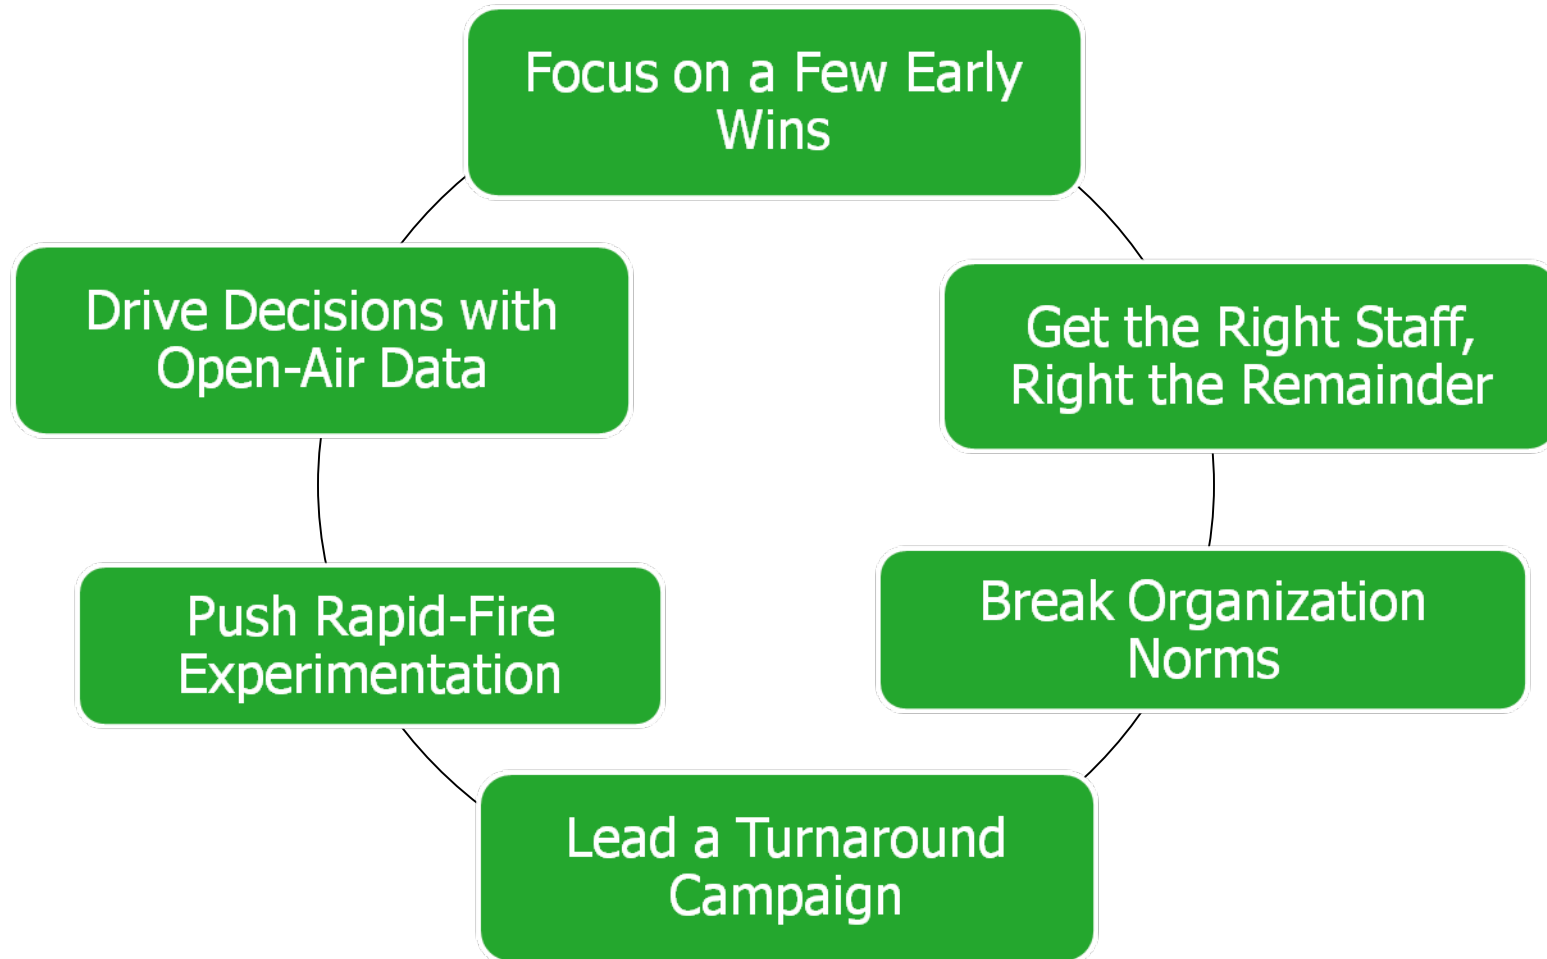 Focus on a Few Early
Wins
Get the Right Staff,
Right the Remainder
Break Organization
Norms
Lead a Turnaround
Campaign
Push Rapid-Fire
Experimentation
Drive Decisions with
Open-Air Data